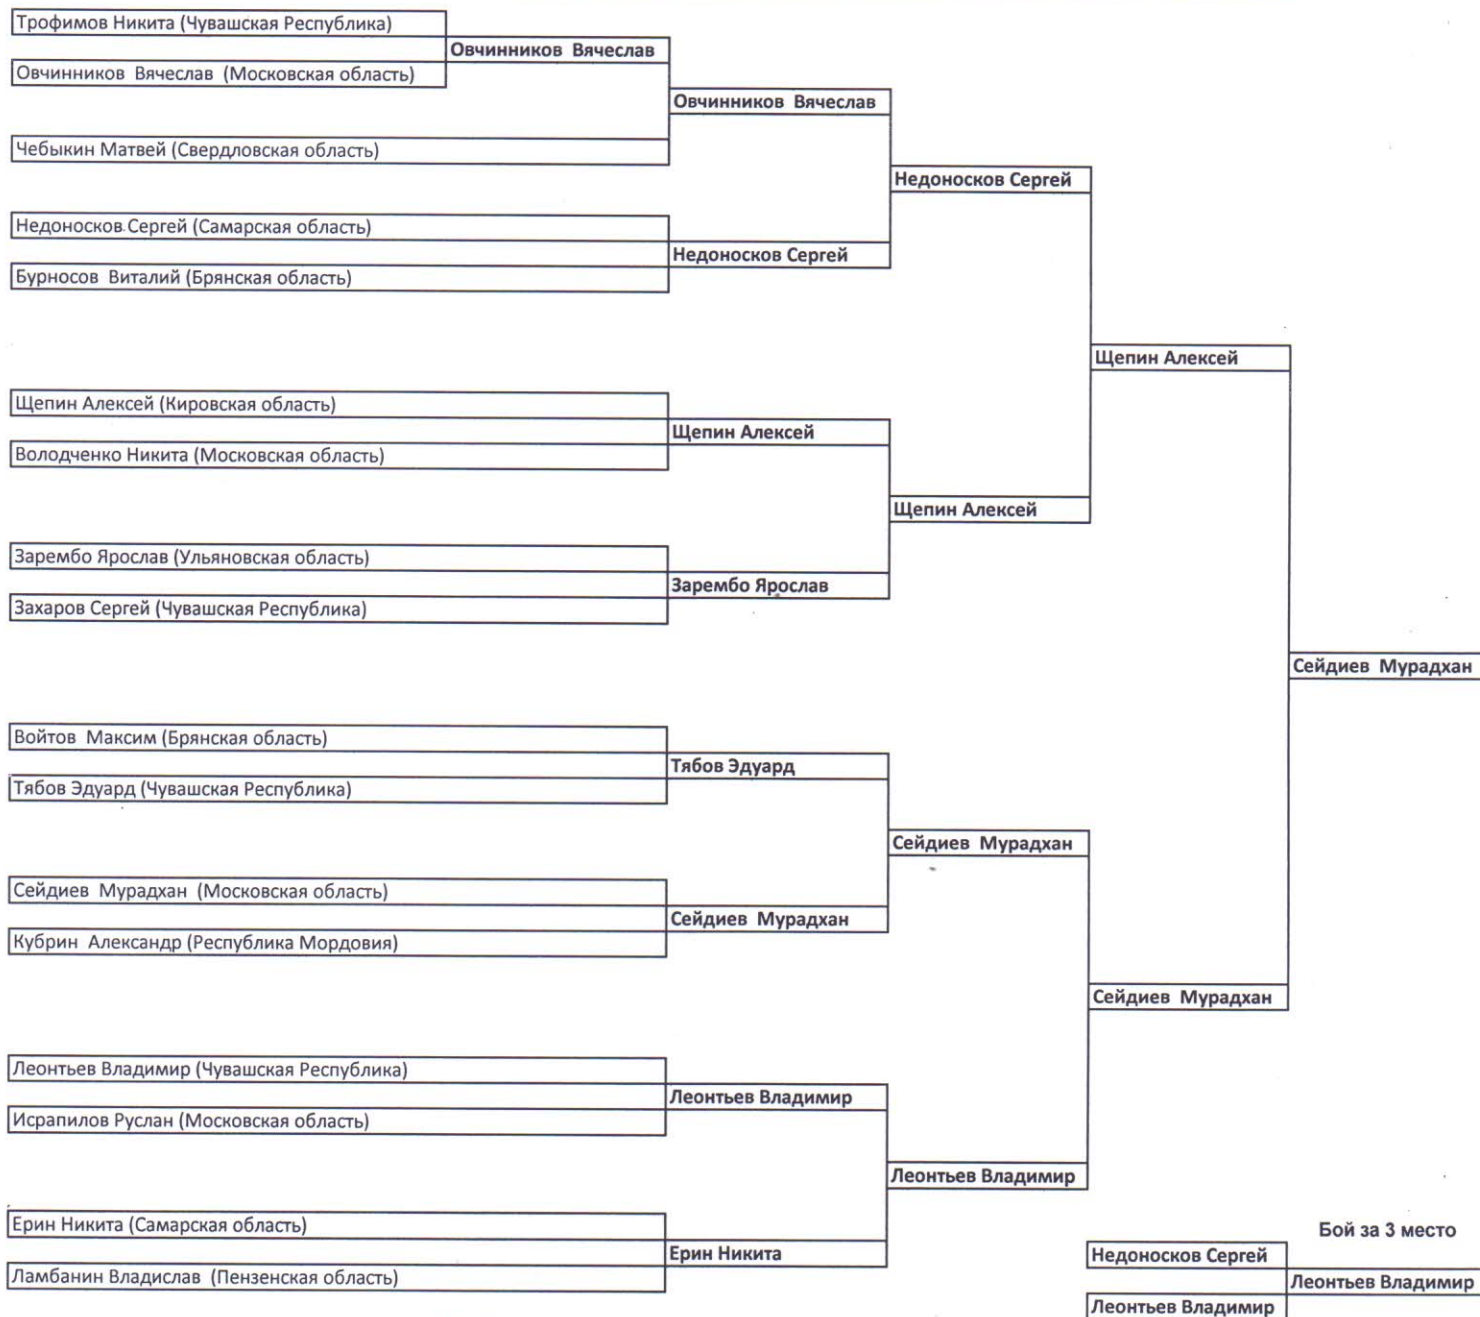 Трофимов Никита (Чувашская Республика)
Овчинников Вячеслав
Овчинников Вячеслав (Московская область)
Овчинников Вячеслав
Чебыкин Матвей (Свердловская область)
Недоносков Сергей
Недоносков Сергей (Самарская область)
Недоносков Сергей
Бурносов Виталий (Брянская область)
Щепин Алексей
Щепин Алексей (Кировская область)
Щепин Алексей
Володченко Никита (Московская область)
Щепин Алексей
Зарембо Ярослав (Ульяновская область)
Зарембо Ярослав
Захаров Сергей (Чувашская Республика)
Сейдиев Мурадхан
Войтов Максим (Брянская область)
Тябов Эдуард
Тябов Эдуард (Чувашская Республика)
Сейдиев Мурадхан
Сейдиев Мурадхан (Московская область)
Сейдиев Мурадхан
Кубрин Александр (Республика Мордовия)
Сейдиев Мурадхан
Леонтьев Владимир (Чувашская Республика)
Леонтьев Владимир
Исрапилов Руслан (Московская область)
Леонтьев Владимир
Ерин Никита (Самарская область)
Бой за 3 место
Ерин Никита
Недоносков Сергей
Ламбанин Владислав (Пензенская область)
Леонтьев Владимир
Леонтьев Владимир